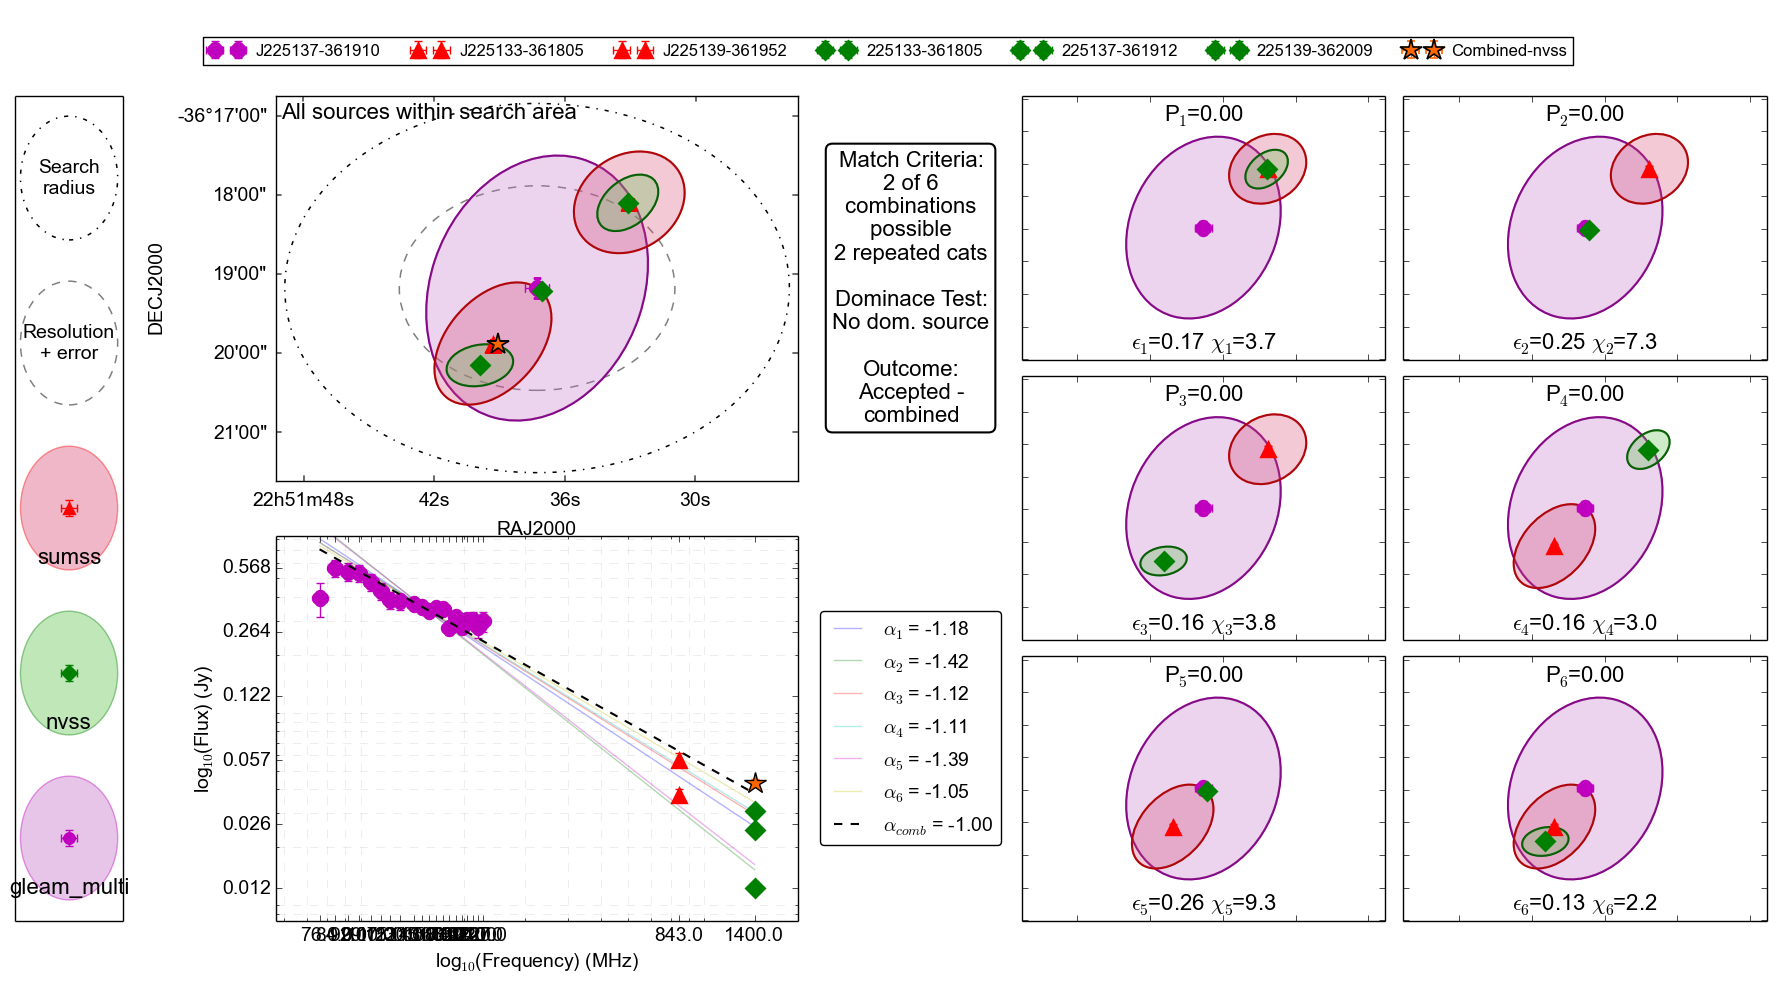 J225137-361910 J225133-361805 J225139-361952 225133-361805 225137-361912 225139-362009 Combined-nvss
Search
radius
Resolution
+ error
sumss
nvss
gleam_multi
All sources within search area
-36°17'00"
18'00"
19'00"
20'00"
21'00"
DECJ2000
22h51m48s 42s 36s 30s
RAJ2000
Match Criteria:
2 of 6
combinations
possible
2 repeated cats
Dominace Test:
No dom. source
Outcome:
Accepted -
combined
0.568
0.264
0.122
0.057
0.026
0.012
log10(Flux) (Jy)
843.0 1400.0
log10(Frequency) (MHz)
α1 = -1.18
α2 = -1.42
α3 = -1.12
α4 = -1.11
α5 = -1.39
α6 = -1.05
αcomb = -1.00
P1=0.00
ϵ1=0.17 χ1=3.7
P2=0.00
ϵ2=0.25 χ2=7.3
P3=0.00
ϵ3=0.16 χ3=3.8
P4=0.00
ϵ4=0.16 χ4=3.0
P5=0.00
ϵ5=0.26 χ5=9.3
P6=0.00
ϵ6=0.13 χ6=2.2